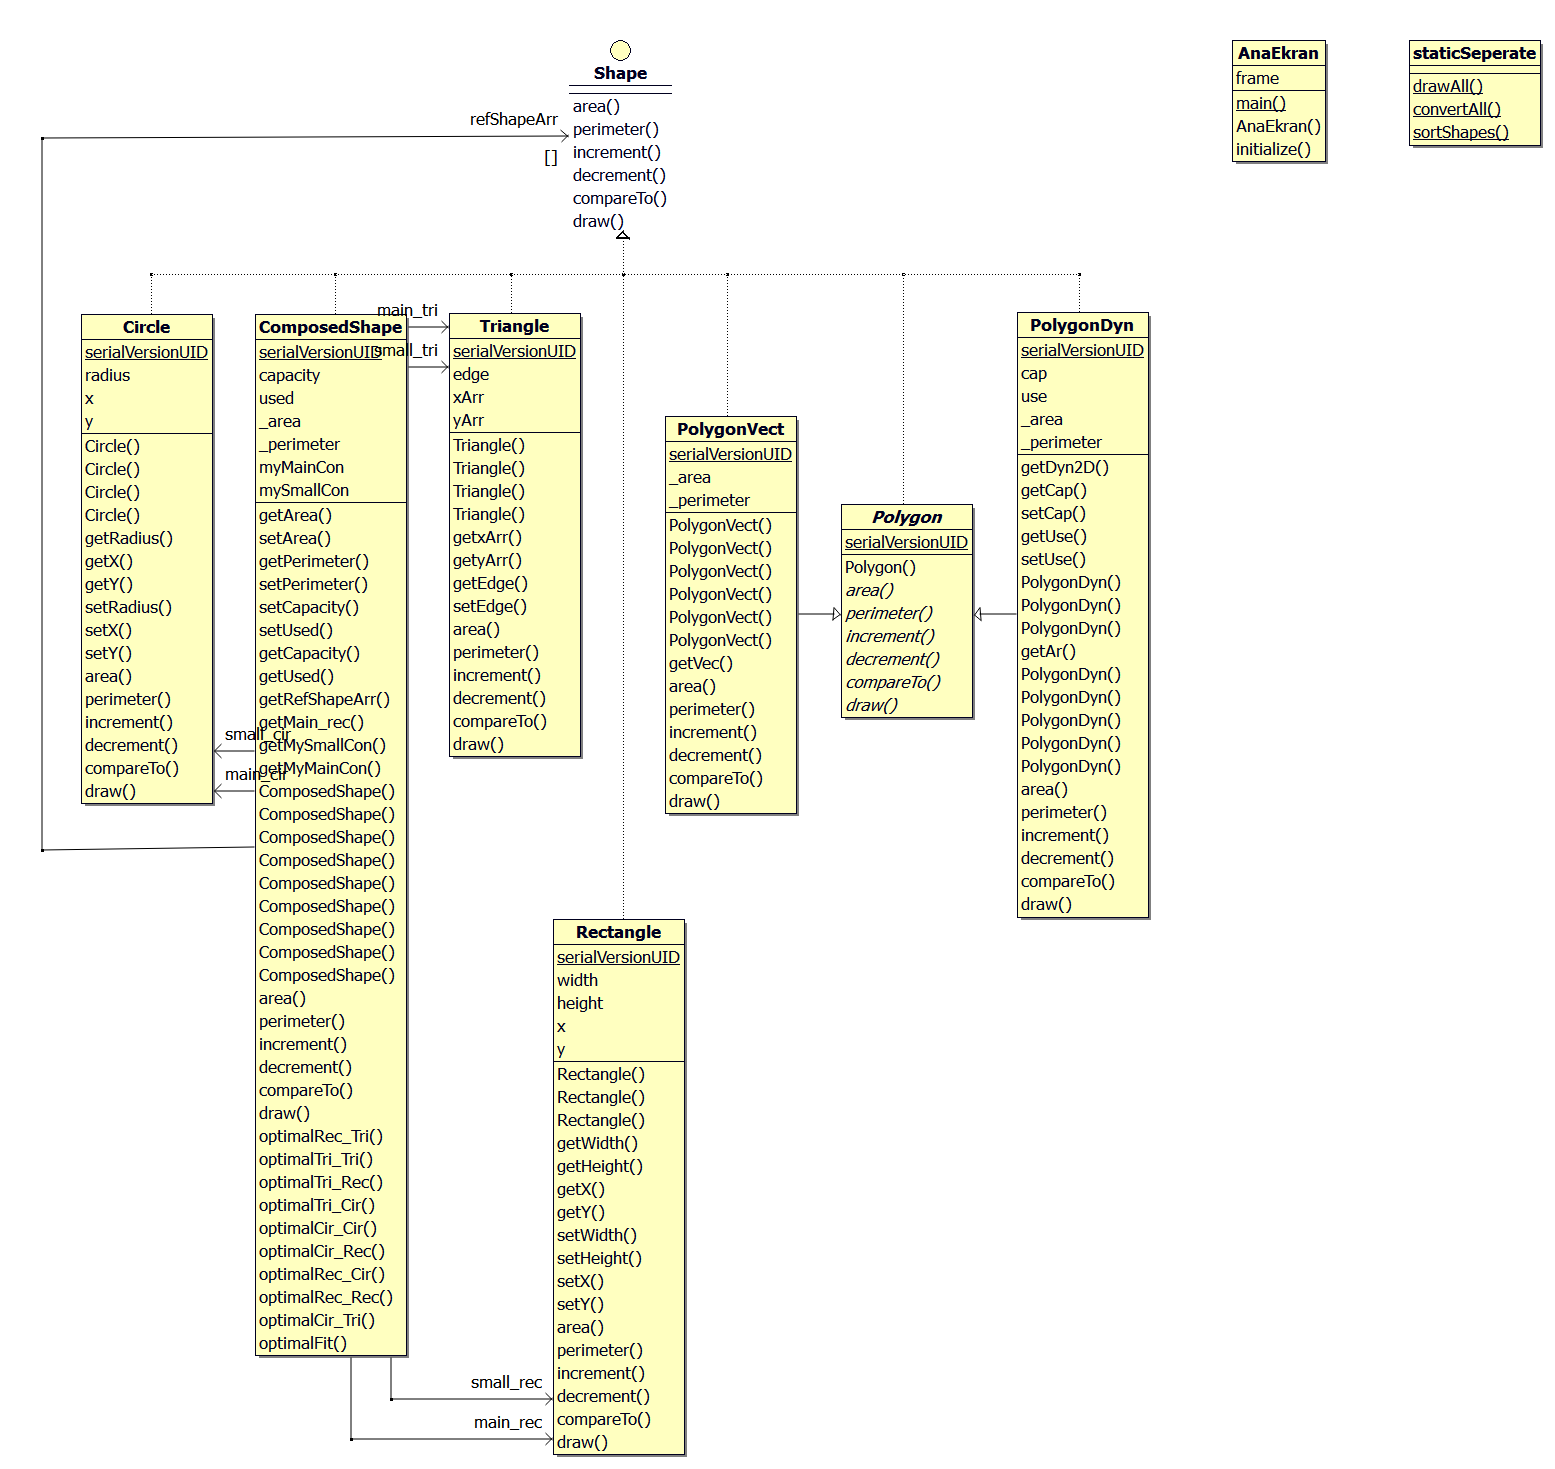 Shape
area()
perimeter()
increment()
decrement()
compareTo()
draw()
refShapeArr
[]
AnaEkran
frame
main()
AnaEkran()
initialize()
staticSeperate
drawAll()
convertAll()
sortShapes()
Circle
serialVersionUID
radius
x
y
Circle()
Circle()
Circle()
Circle()
getRadius()
getX()
getY()
setRadius()
setX()
setY()
area()
perimeter()
increment()
decrement()
compareTo()
draw()
small_cir
main_cir
ComposedShape
serialVersionUID
capacity
used
_area
_perimeter
myMainCon
mySmallCon
getArea()
setArea()
getPerimeter()
setPerimeter()
setCapacity()
setUsed()
getCapacity()
getUsed()
getRefShapeArr()
getMain_rec()
getMySmallCon()
getMyMainCon()
ComposedShape()
ComposedShape()
ComposedShape()
ComposedShape()
ComposedShape()
ComposedShape()
ComposedShape()
ComposedShape()
ComposedShape()
area()
perimeter()
increment()
decrement()
compareTo()
draw()
optimalRec_Tri()
optimalTri_Tri()
optimalTri_Rec()
optimalTri_Cir()
optimalCir_Cir()
optimalCir_Rec()
optimalRec_Cir()
optimalRec_Rec()
optimalCir_Tri()
optimalFit()
main_tri
small_tri
Triangle
serialVersionUID
edge
xArr
yArr
Triangle()
Triangle()
Triangle()
Triangle()
getxArr()
getyArr()
getEdge()
setEdge()
area()
perimeter()
increment()
decrement()
compareTo()
draw()
PolygonVect
serialVersionUID
_area
_perimeter
PolygonVect()
PolygonVect()
PolygonVect()
PolygonVect()
PolygonVect()
PolygonVect()
getVec()
area()
perimeter()
increment()
decrement()
compareTo()
draw()
Polygon
serialVersionUID
Polygon()
area()
perimeter()
increment()
decrement()
compareTo()
draw()
PolygonDyn
serialVersionUID
cap
use
_area
_perimeter
getDyn2D()
getCap()
setCap()
getUse()
setUse()
PolygonDyn()
PolygonDyn()
PolygonDyn()
getAr()
PolygonDyn()
PolygonDyn()
PolygonDyn()
PolygonDyn()
PolygonDyn()
area()
perimeter()
increment()
decrement()
compareTo()
draw()
Rectangle
serialVersionUID
width
height
x
y
Rectangle()
Rectangle()
Rectangle()
getWidth()
getHeight()
getX()
getY()
setWidth()
setHeight()
setX()
setY()
area()
perimeter()
increment()
decrement()
compareTo()
draw()
small_rec
main_rec